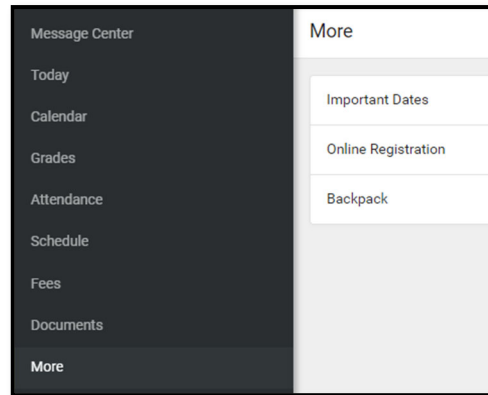 Message Center
Today
Calendar
Grades
Attendance
Schedule
Fees
Documents
More
More
Important Dates
Online Registration
Backpack